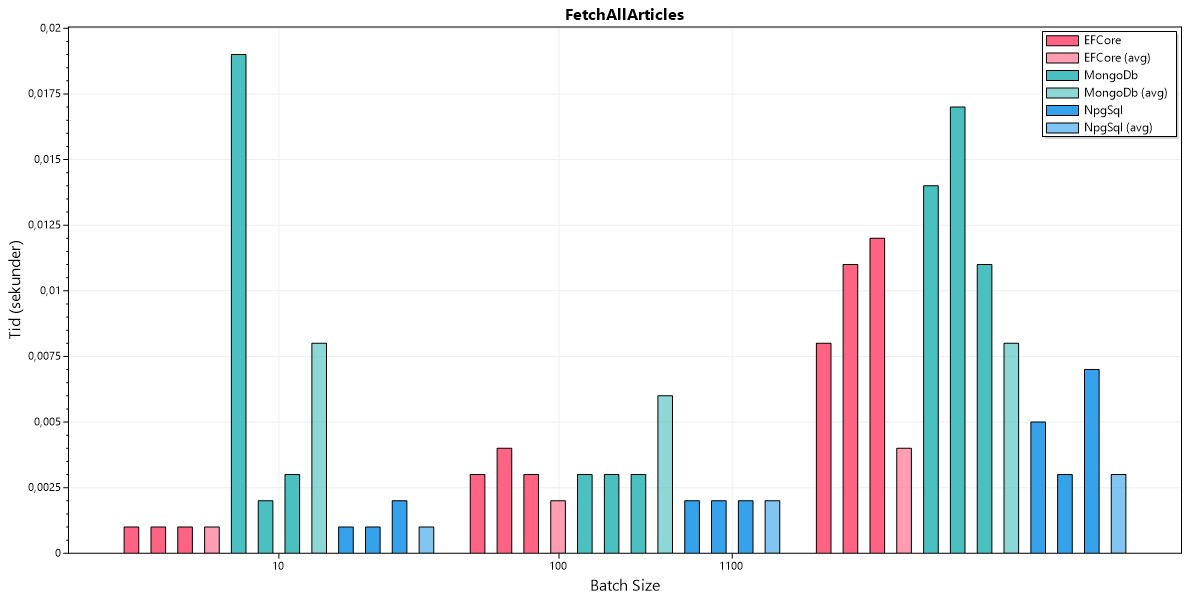 FetchAllArticles
EFCore
EFCore (avg)
MongoDb
MongoDb (avg)
NpgSql
NpgSql (avg)
0,02
0,0175
0,015
0,0125
0,01
0,0075
0,005
0,0025
0
Tid (sekunder)
10
100
1100
Batch Size